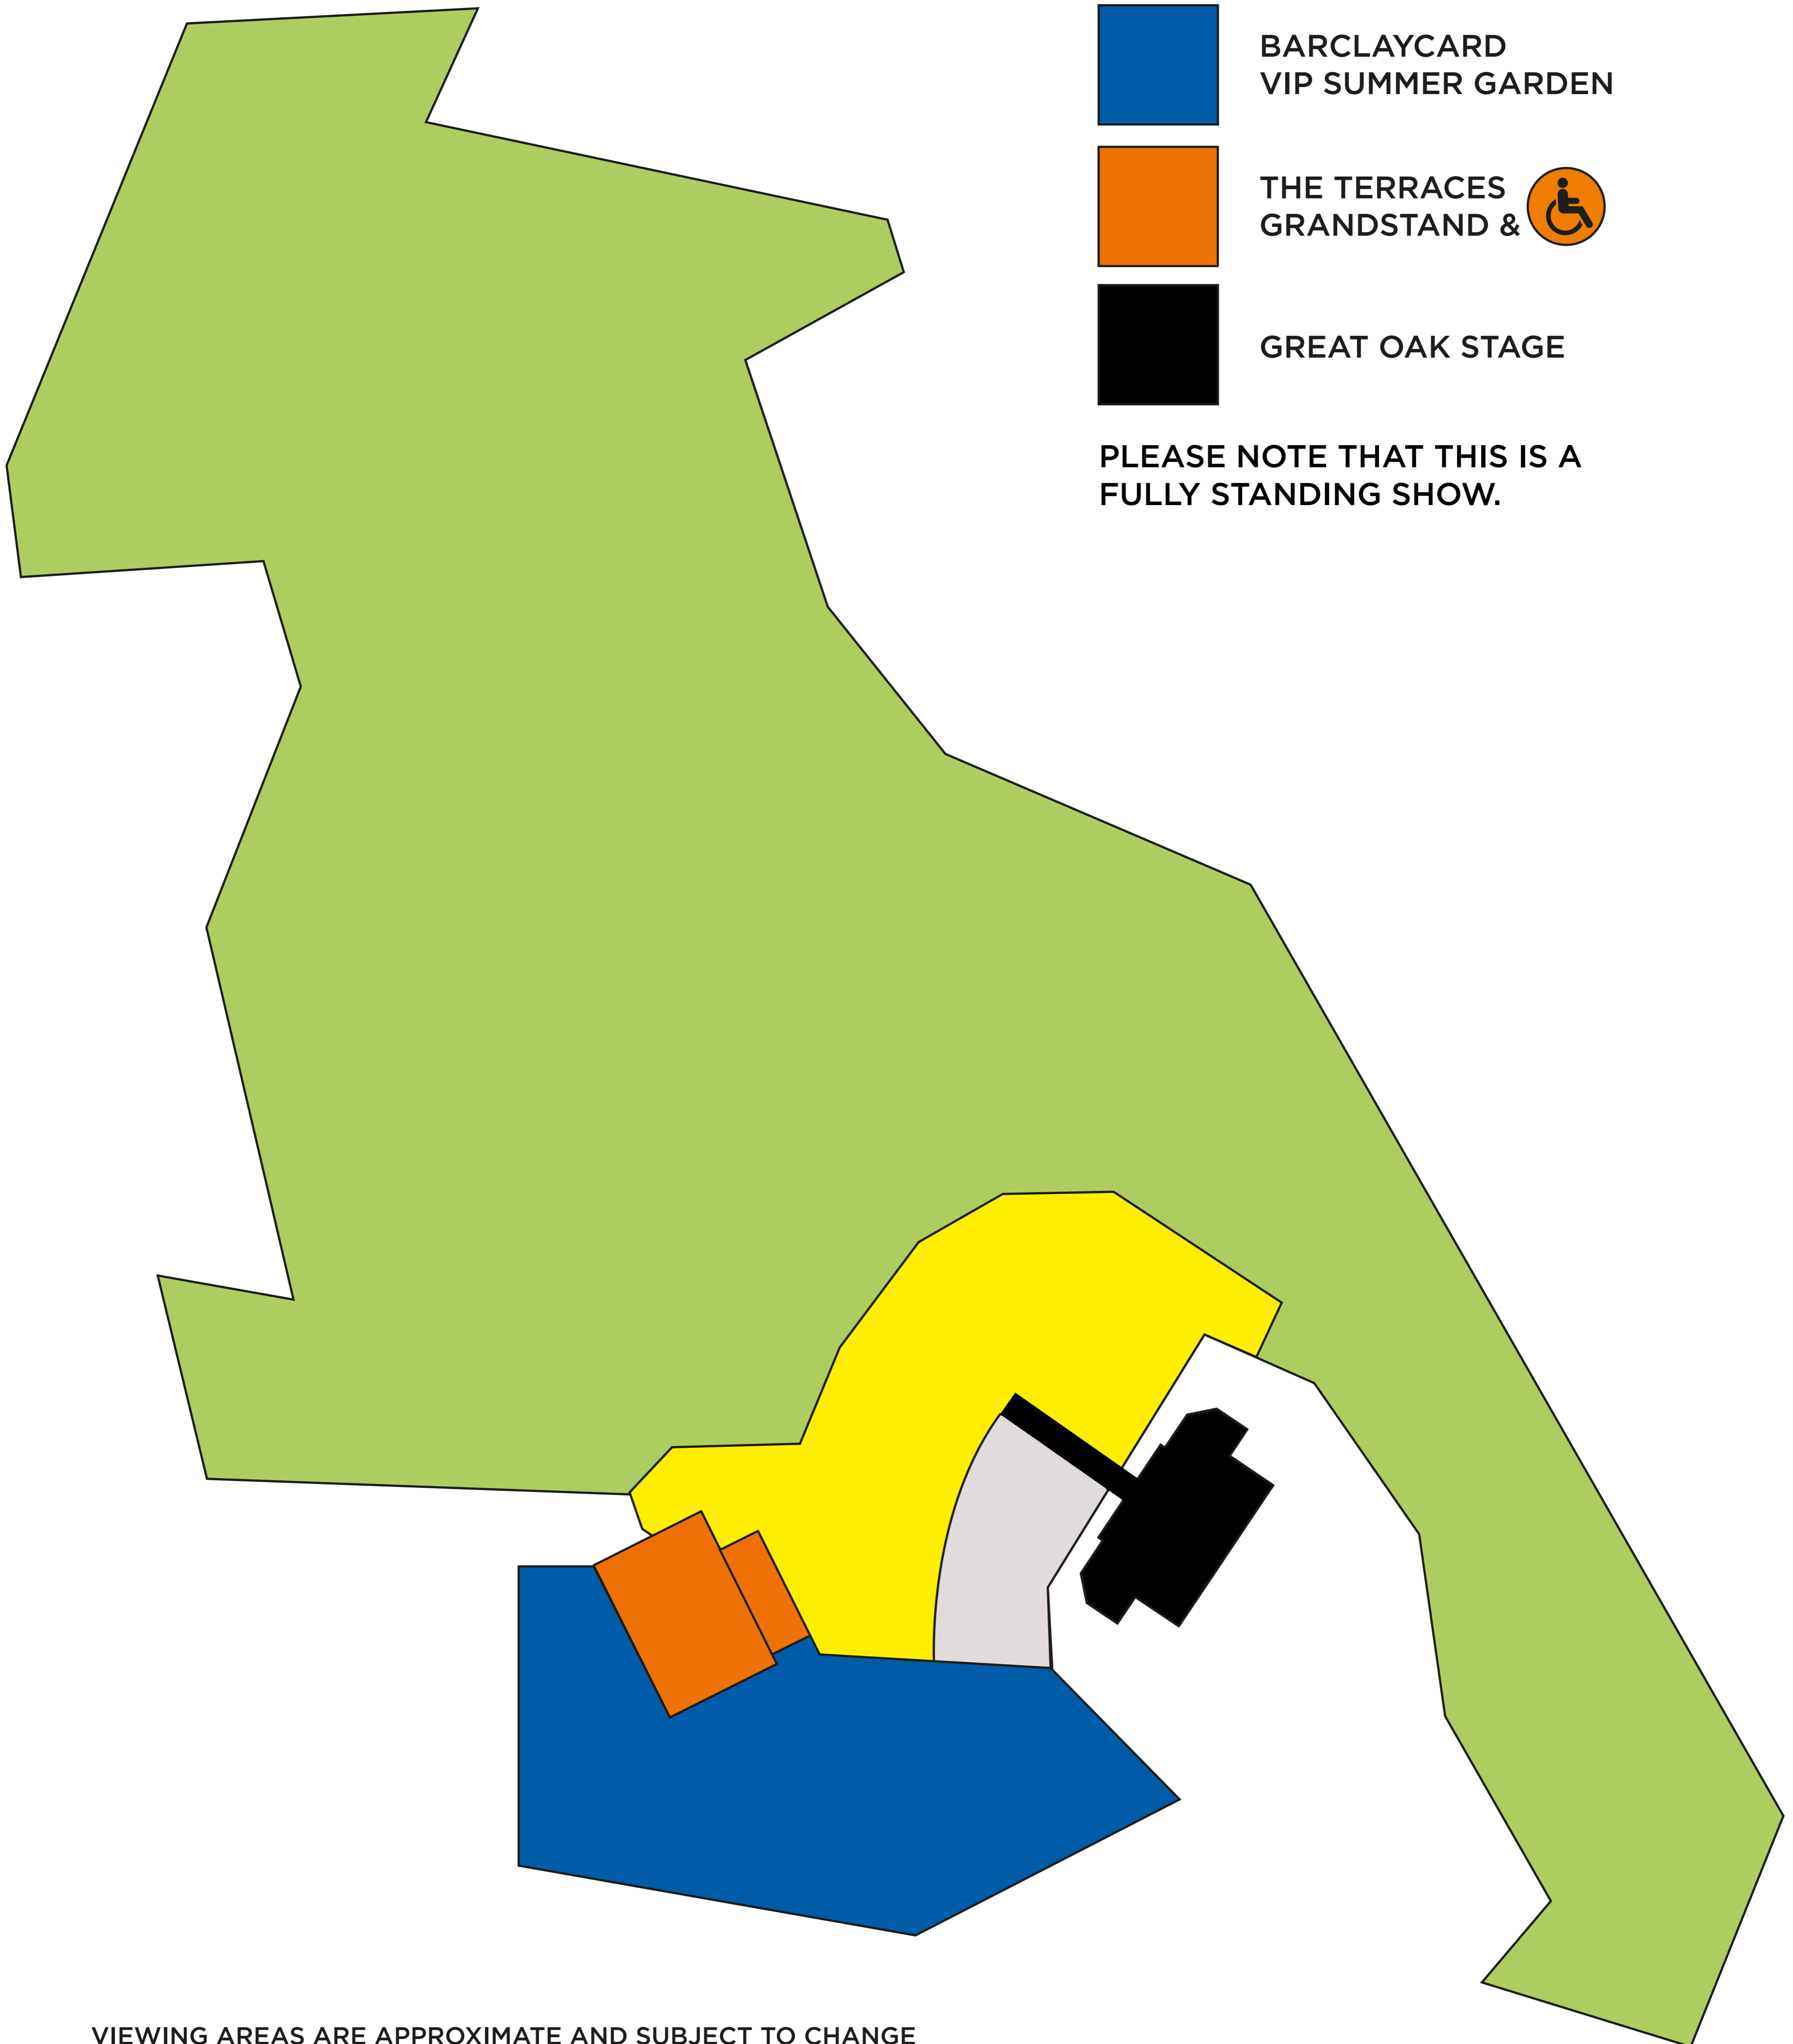 BARCLAYCARD
VIP SUMMER GARDEN
THE TERRACES
GRANDSTAND &
GREAT OAK STAGE
PLEASE NOTE THAT THIS IS A
FULLY STANDING SHOW.
VIEWING AREAS ARE APPROXIMATE AND SUBJECT TO CHANGE